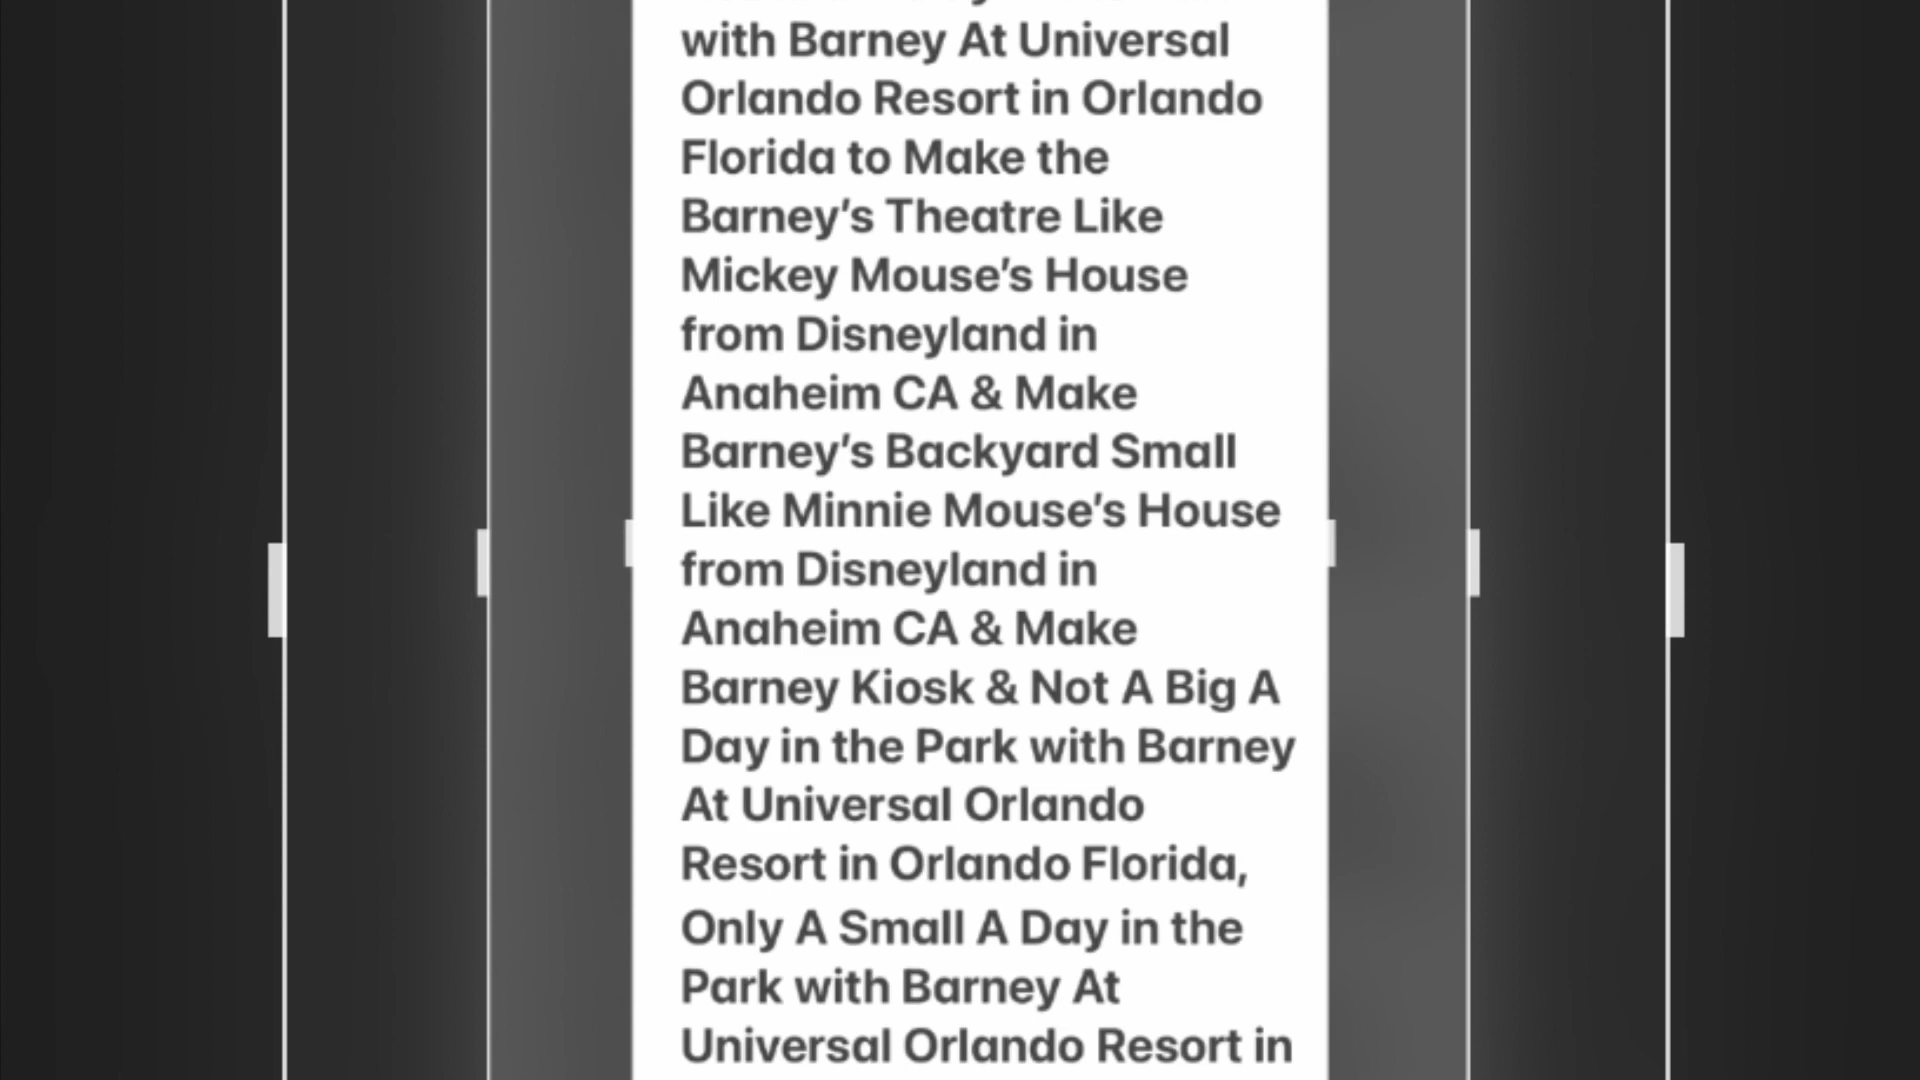 with Barney At Universal
Orlando Resort in Orlando
Florida to Make the
Barney’s Theatre Like
Mickey Mouse’s House
from Disneyland in
Anaheim CA & Make
Barney’s Backyard Small
Like Minnie Mouse’s House
from Disneyland in
Anaheim CA & Make
Barney Kiosk & Not A Big A
Day in the Park with Barney
At Universal Orlando
Resort in Orlando Florida,
Only A Small A Day in the
Park with Barney At
Universal Orlando Resort in